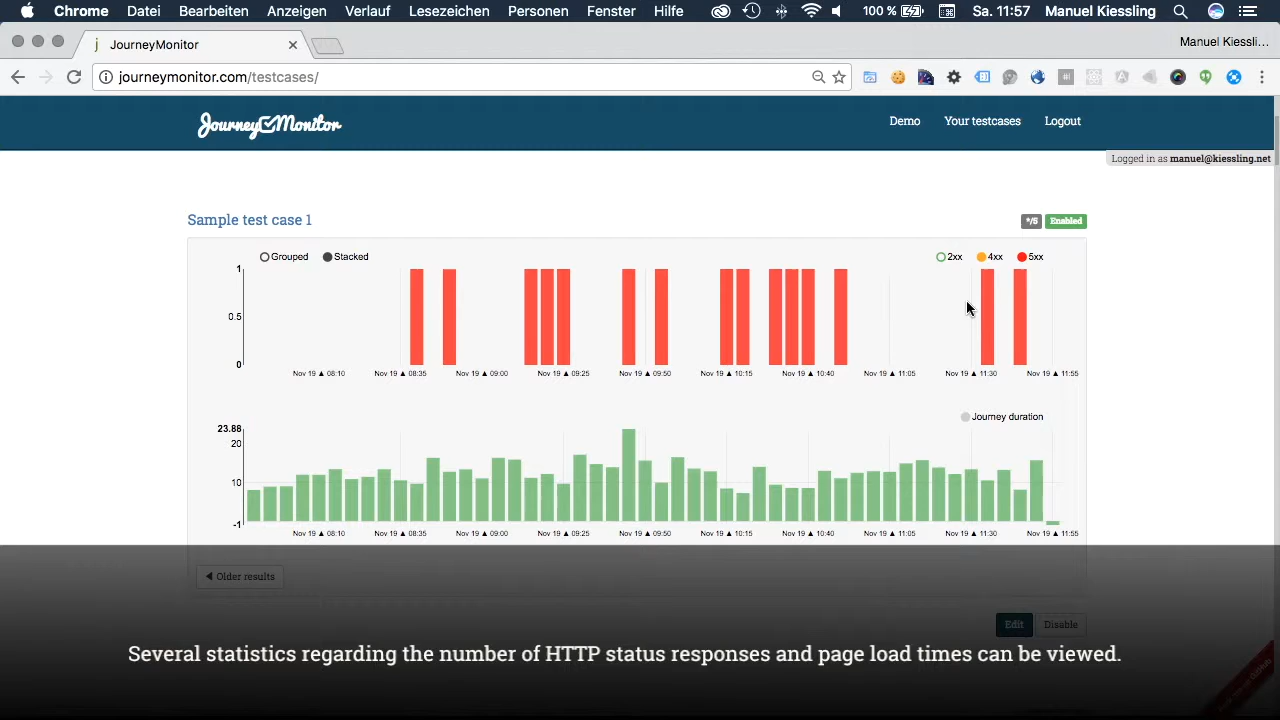 Chrome Datei Bearbeiten Anzeigen Verlauf Lesezeichen Personen Fenster Hilfe 100 % Sa. 11:57 Manuel Kiessling
j JourneyMonitor Manuel Kiessli...
journeymonitor.com/testcases/
JourneyMonitor Demo Your testcases Logout
Logged in as manuel@kiessling.net
Sample test case 1 */5 Enabled
Grouped Stacked 2xx 4xx 5xx
1
0.5
0
Nov 19 ▲ 08:10 Nov 19 ▲ 08:35 Nov 19 ▲ 09:00 Nov 19 ▲ 09:25 Nov 19 ▲ 09:50 Nov 19 ▲ 10:15 Nov 19 ▲ 10:40 Nov 19 ▲ 11:05 Nov 19 ▲ 11:30 Nov 19 ▲ 11:55
Journey duration
23.88
20
10
-1
Nov 19 ▲ 08:10 Nov 19 ▲ 08:35 Nov 19 ▲ 09:00 Nov 19 ▲ 09:25 Nov 19 ▲ 09:50 Nov 19 ▲ 10:15 Nov 19 ▲ 10:40 Nov 19 ▲ 11:05 Nov 19 ▲ 11:30 Nov 19 ▲ 11:55
◀ Older results
Edit Disable
Several statistics regarding the number of HTTP status responses and page load times can be viewed.